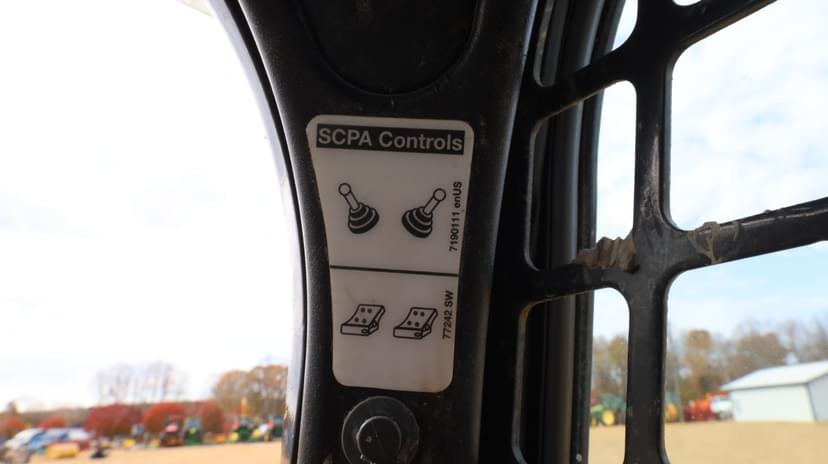 SCPA Controls
7190111 enUS
77242 SW